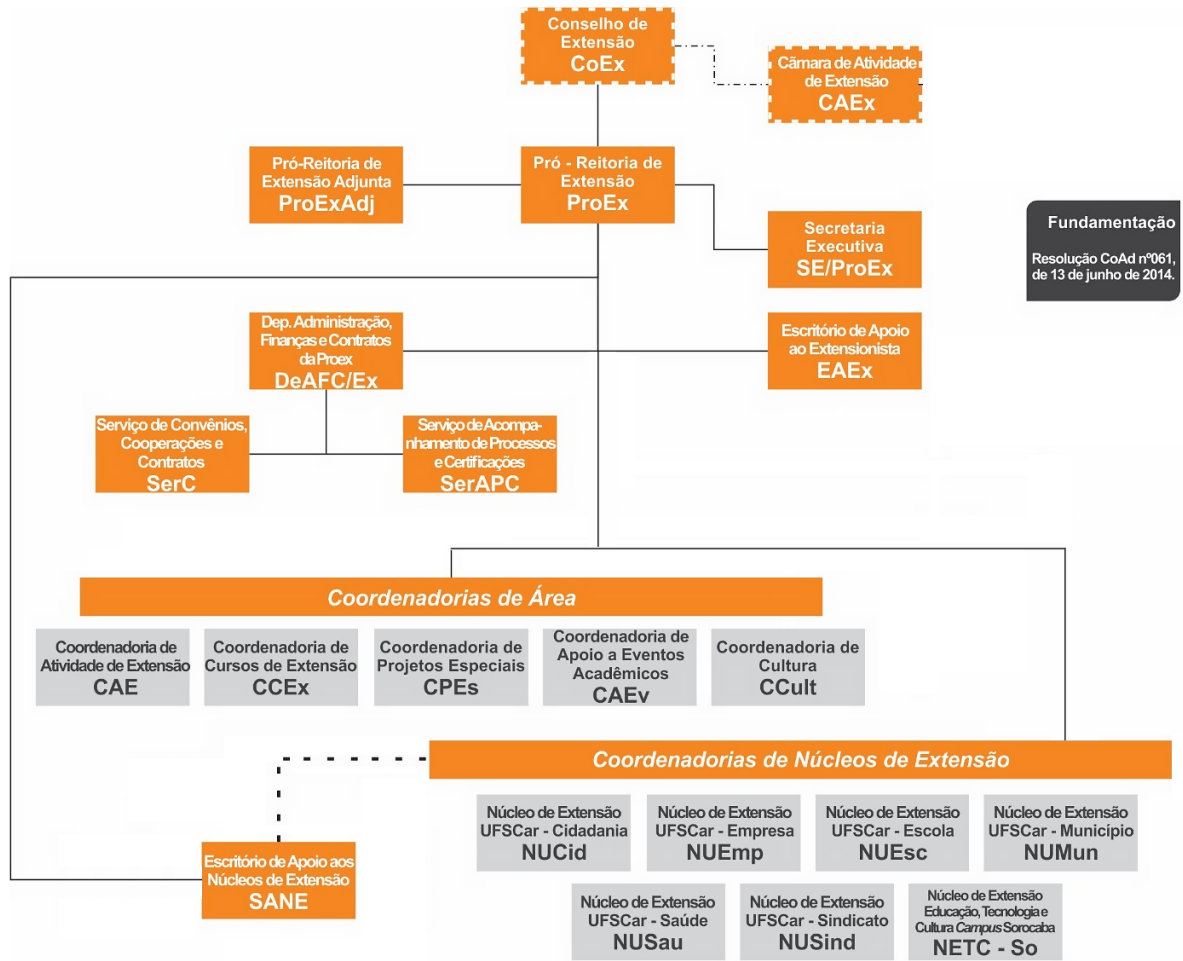 Conselho de
Extensão
CoEx
Câmara de Atividade
de Extensão
CAEx
Pró-Reitoria de
Extensão Adjunta
ProExAdj
Pró - Reitoria de
Extensão
ProEx
Secretaria
Executiva
SE/ProEx
Fundamentação
Resolução CoAd nº061,
de 13 de junho de 2014.
Dep. Administração,
Finanças e Contratos
da Proex
DeAFC/Ex
Escritório de Apoio
ao Extensionista
EAEx
Serviço de Convênios,
Cooperações e
Contratos
SerC
Serviço de Acompa-
nhamento de Processos
e Certificações
SerAPC
Coordenadorias de Área
Coordenadoria de
Atividade de Extensão
CAE
Coordenadoria de
Cursos de Extensão
CCEx
Coordenadoria de
Projetos Especiais
CPEs
Coordenadoria de
Apoio a Eventos
Acadêmicos
CAEv
Coordenadoria de
Cultura
CCult
Coordenadorias de Núcleos de Extensão
Núcleo de Extensão
UFSCar - Cidadania
NUCid
Núcleo de Extensão
UFSCar - Empresa
NUEmp
Núcleo de Extensão
UFSCar - Escola
NUEsc
Núcleo de Extensão
UFSCar - Município
NUMun
Escritório de Apoio aos
Núcleos de Extensão
SANE
Núcleo de Extensão
UFSCar - Saúde
NUSau
Núcleo de Extensão
UFSCar - Sindicato
NUSind
Núcleo de Extensão
Educação, Tecnologia e
Cultura Campus Sorocaba
NETC - So